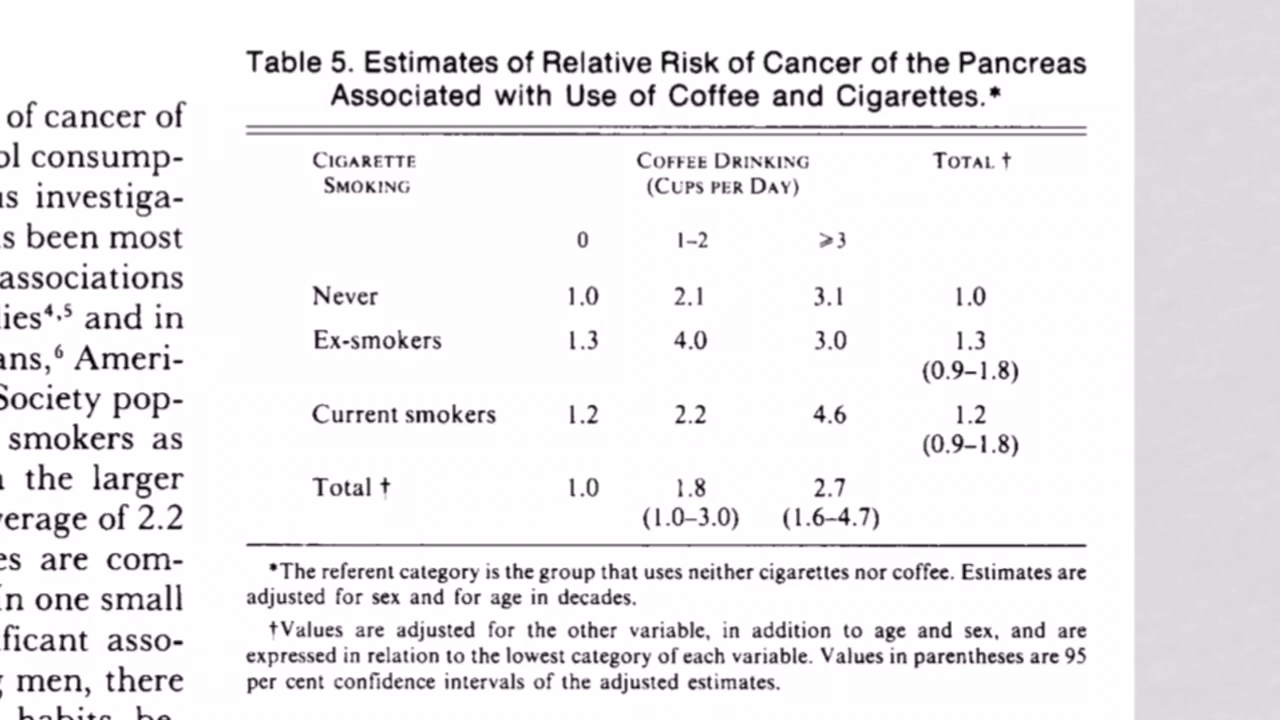 of cancer of
ol consump-
s investiga-
s been most
associations
lies⁴,⁵ and in
ans,⁶ Ameri-
Society pop-
smokers as
the larger
verage of 2.2
es are com-
In one small
ficant asso-
men, there
habits be-
Table 5. Estimates of Relative Risk of Cancer of the Pancreas
Associated with Use of Coffee and Cigarettes.*
CIGARETTE COFFEE DRINKING TOTAL †
SMOKING (CUPS PER DAY)
0 1–2 ⩾3
Never 1.0 2.1 3.1 1.0
Ex-smokers 1.3 4.0 3.0 1.3
(0.9–1.8)
Current smokers 1.2 2.2 4.6 1.2
(0.9–1.8)
Total † 1.0 1.8 2.7
(1.0–3.0) (1.6–4.7)
*The referent category is the group that uses neither cigarettes nor coffee. Estimates are
adjusted for sex and for age in decades.
†Values are adjusted for the other variable, in addition to age and sex, and are
expressed in relation to the lowest category of each variable. Values in parentheses are 95
per cent confidence intervals of the adjusted estimates.